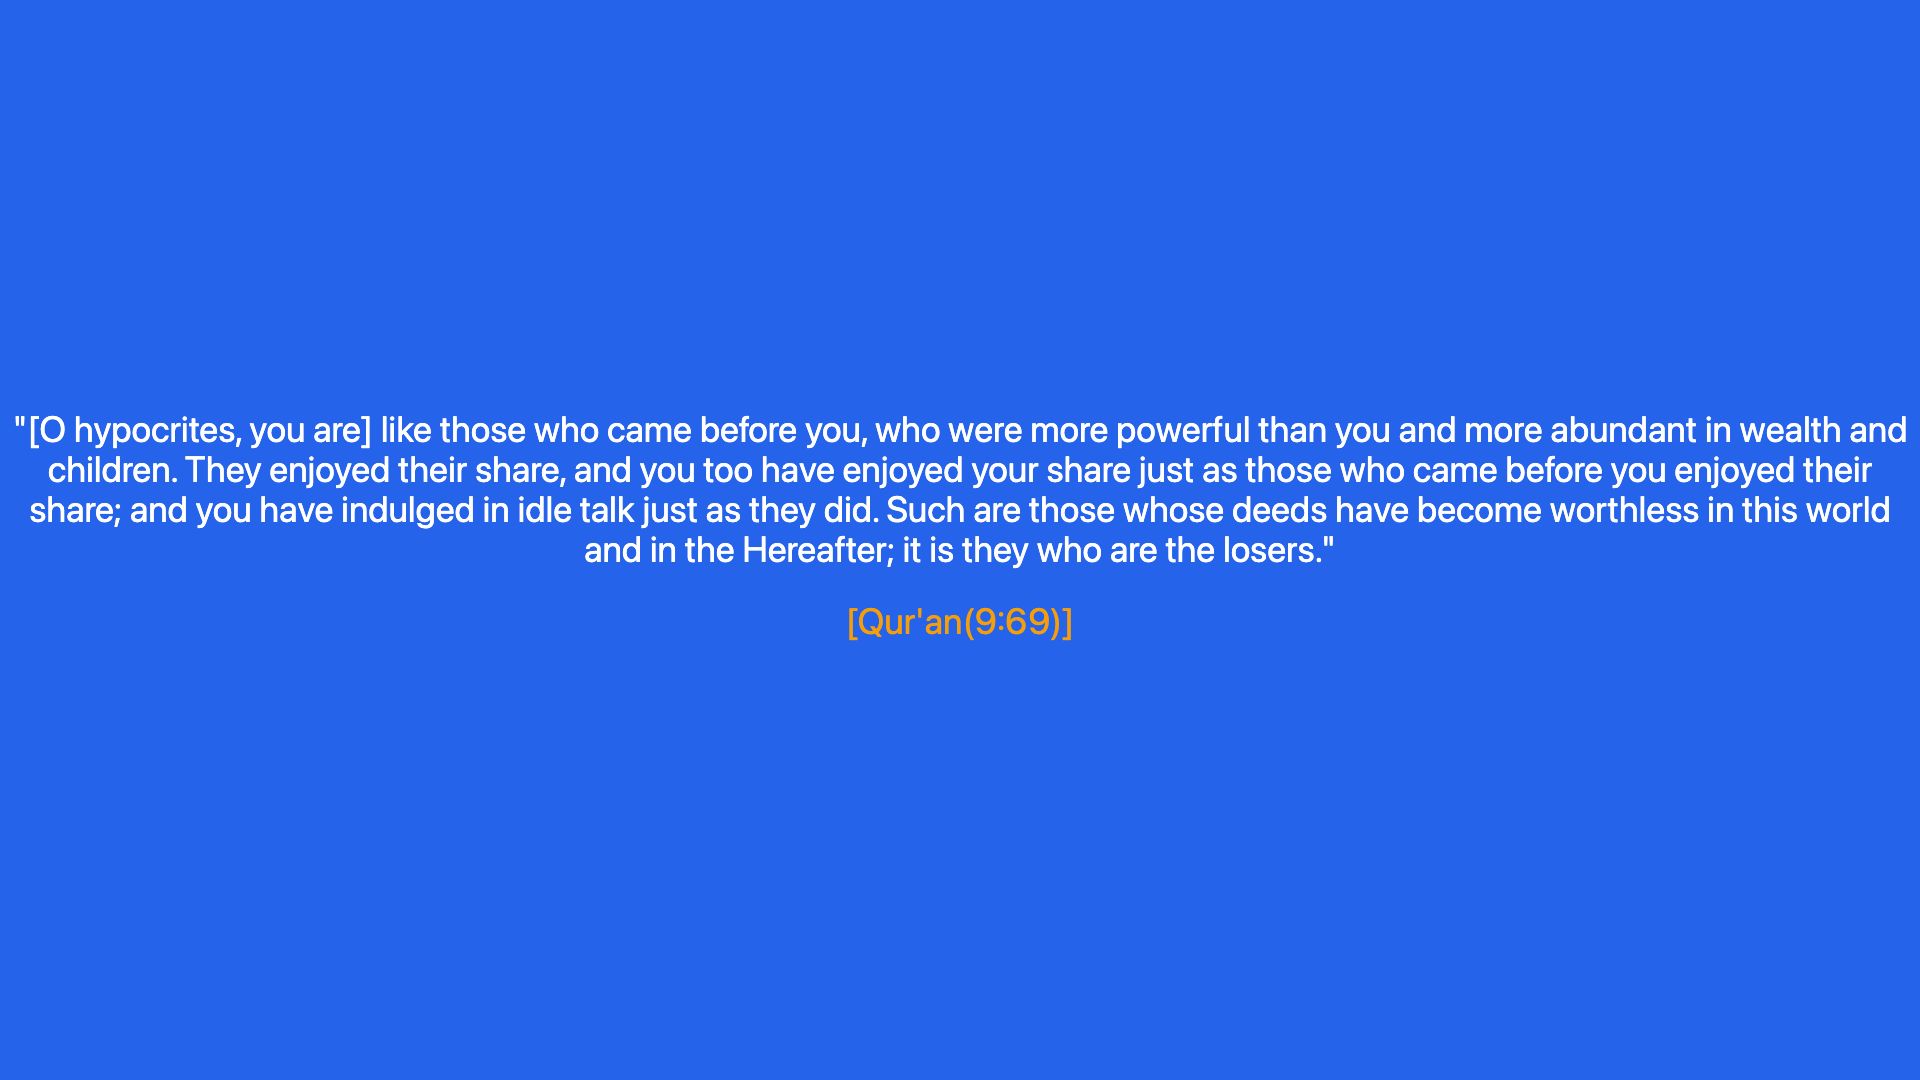 "[O hypocrites, you are] like those who came before you, who were more powerful than you and more abundant in wealth and
children. They enjoyed their share, and you too have enjoyed your share just as those who came before you enjoyed their
share; and you have indulged in idle talk just as they did. Such are those whose deeds have become worthless in this world
and in the Hereafter; it is they who are the losers."
[Qur'an(9:69)]